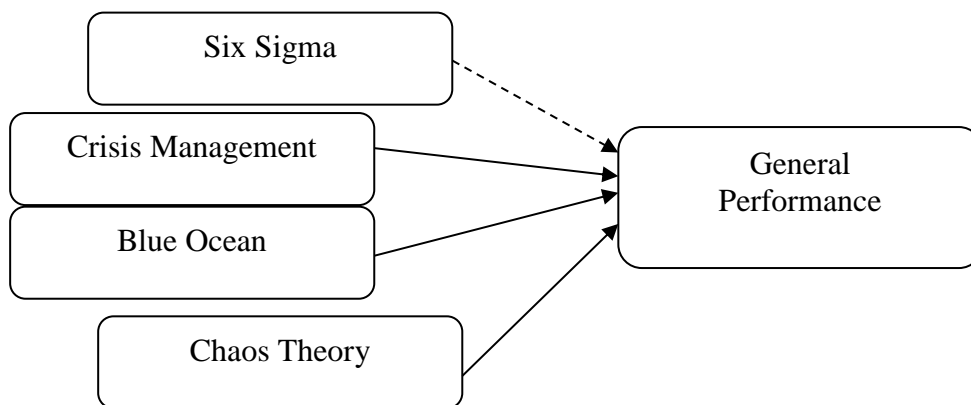 Six Sigma
Crisis Management
Blue Ocean
Chaos Theory
General
Performance